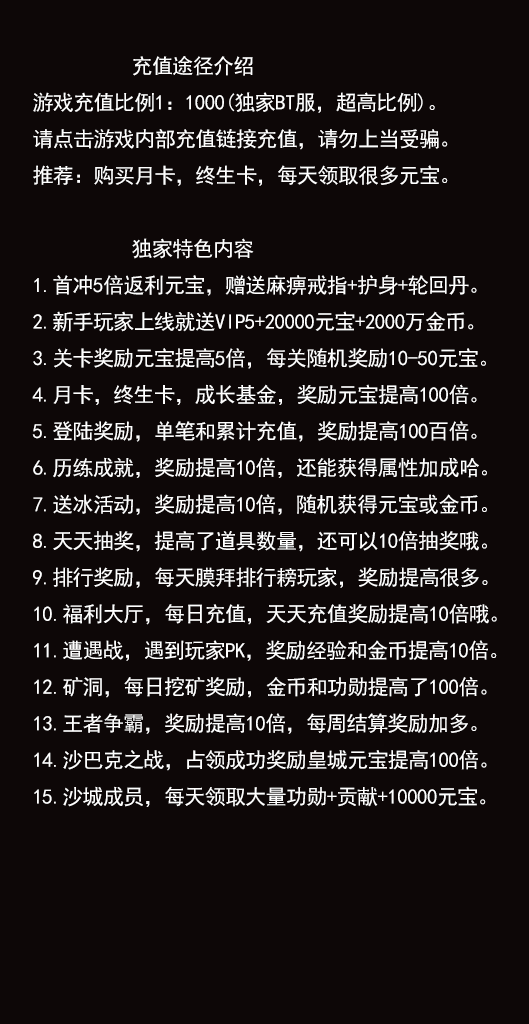 充值途径介绍
游戏充值比例1：1000(独家BT服，超高比例)。
请点击游戏内部充值链接充值，请勿上当受骗。
推荐：购买月卡，终生卡，每天领取很多元宝。
独家特色内容
1.首冲5倍返利元宝，赠送麻痹戒指+护身+轮回丹。
2.新手玩家上线就送VIP5+20000元宝+2000万金币。
3.关卡奖励元宝提高5倍，每关随机奖励10-50元宝。
4.月卡，终生卡，成长基金，奖励元宝提高100倍。
5.登陆奖励，单笔和累计充值，奖励提高100百倍。
6.历练成就，奖励提高10倍，还能获得属性加成哈。
7.送冰活动，奖励提高10倍，随机获得元宝或金币。
8.天天抽奖，提高了道具数量，还可以10倍抽奖哦。
9.排行奖励，每天膜拜排行耪玩家，奖励提高很多。
10.福利大厅，每日充值，天天充值奖励提高10倍哦。
11.遭遇战，遇到玩家PK，奖励经验和金币提高10倍。
12.矿洞，每日挖矿奖励，金币和功勋提高了100倍。
13.王者争霸，奖励提高10倍，每周结算奖励加多。
14.沙巴克之战，占领成功奖励皇城元宝提高100倍。
15.沙城成员，每天领取大量功勋+贡献+10000元宝。